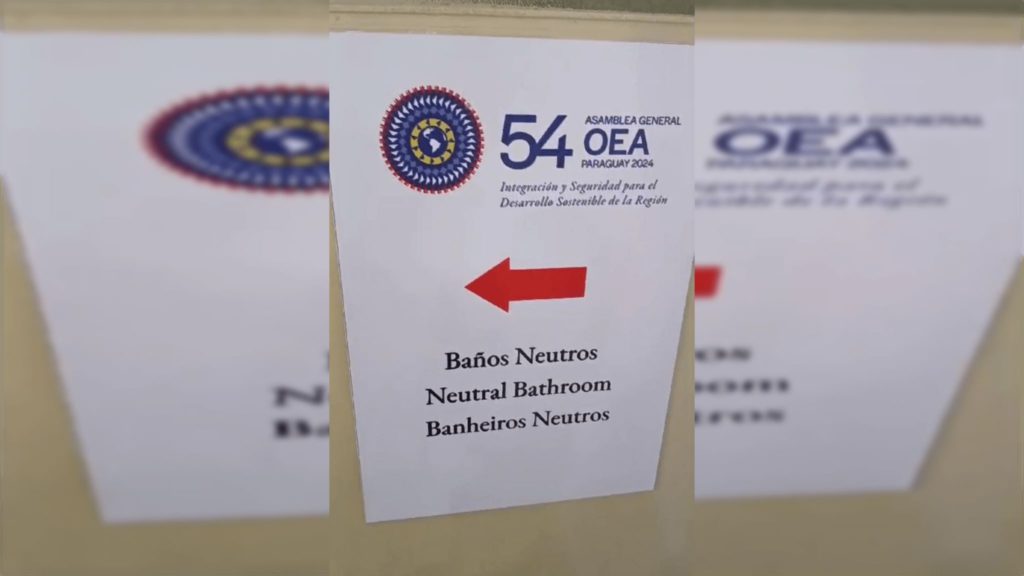 54 ASAMBLEA GENERAL
OEA
PARAGUAY 2024
Integración y Seguridad para el
Desarrollo Sostenible de la Región
Baños Neutros
Neutral Bathroom
Banheiros Neutros